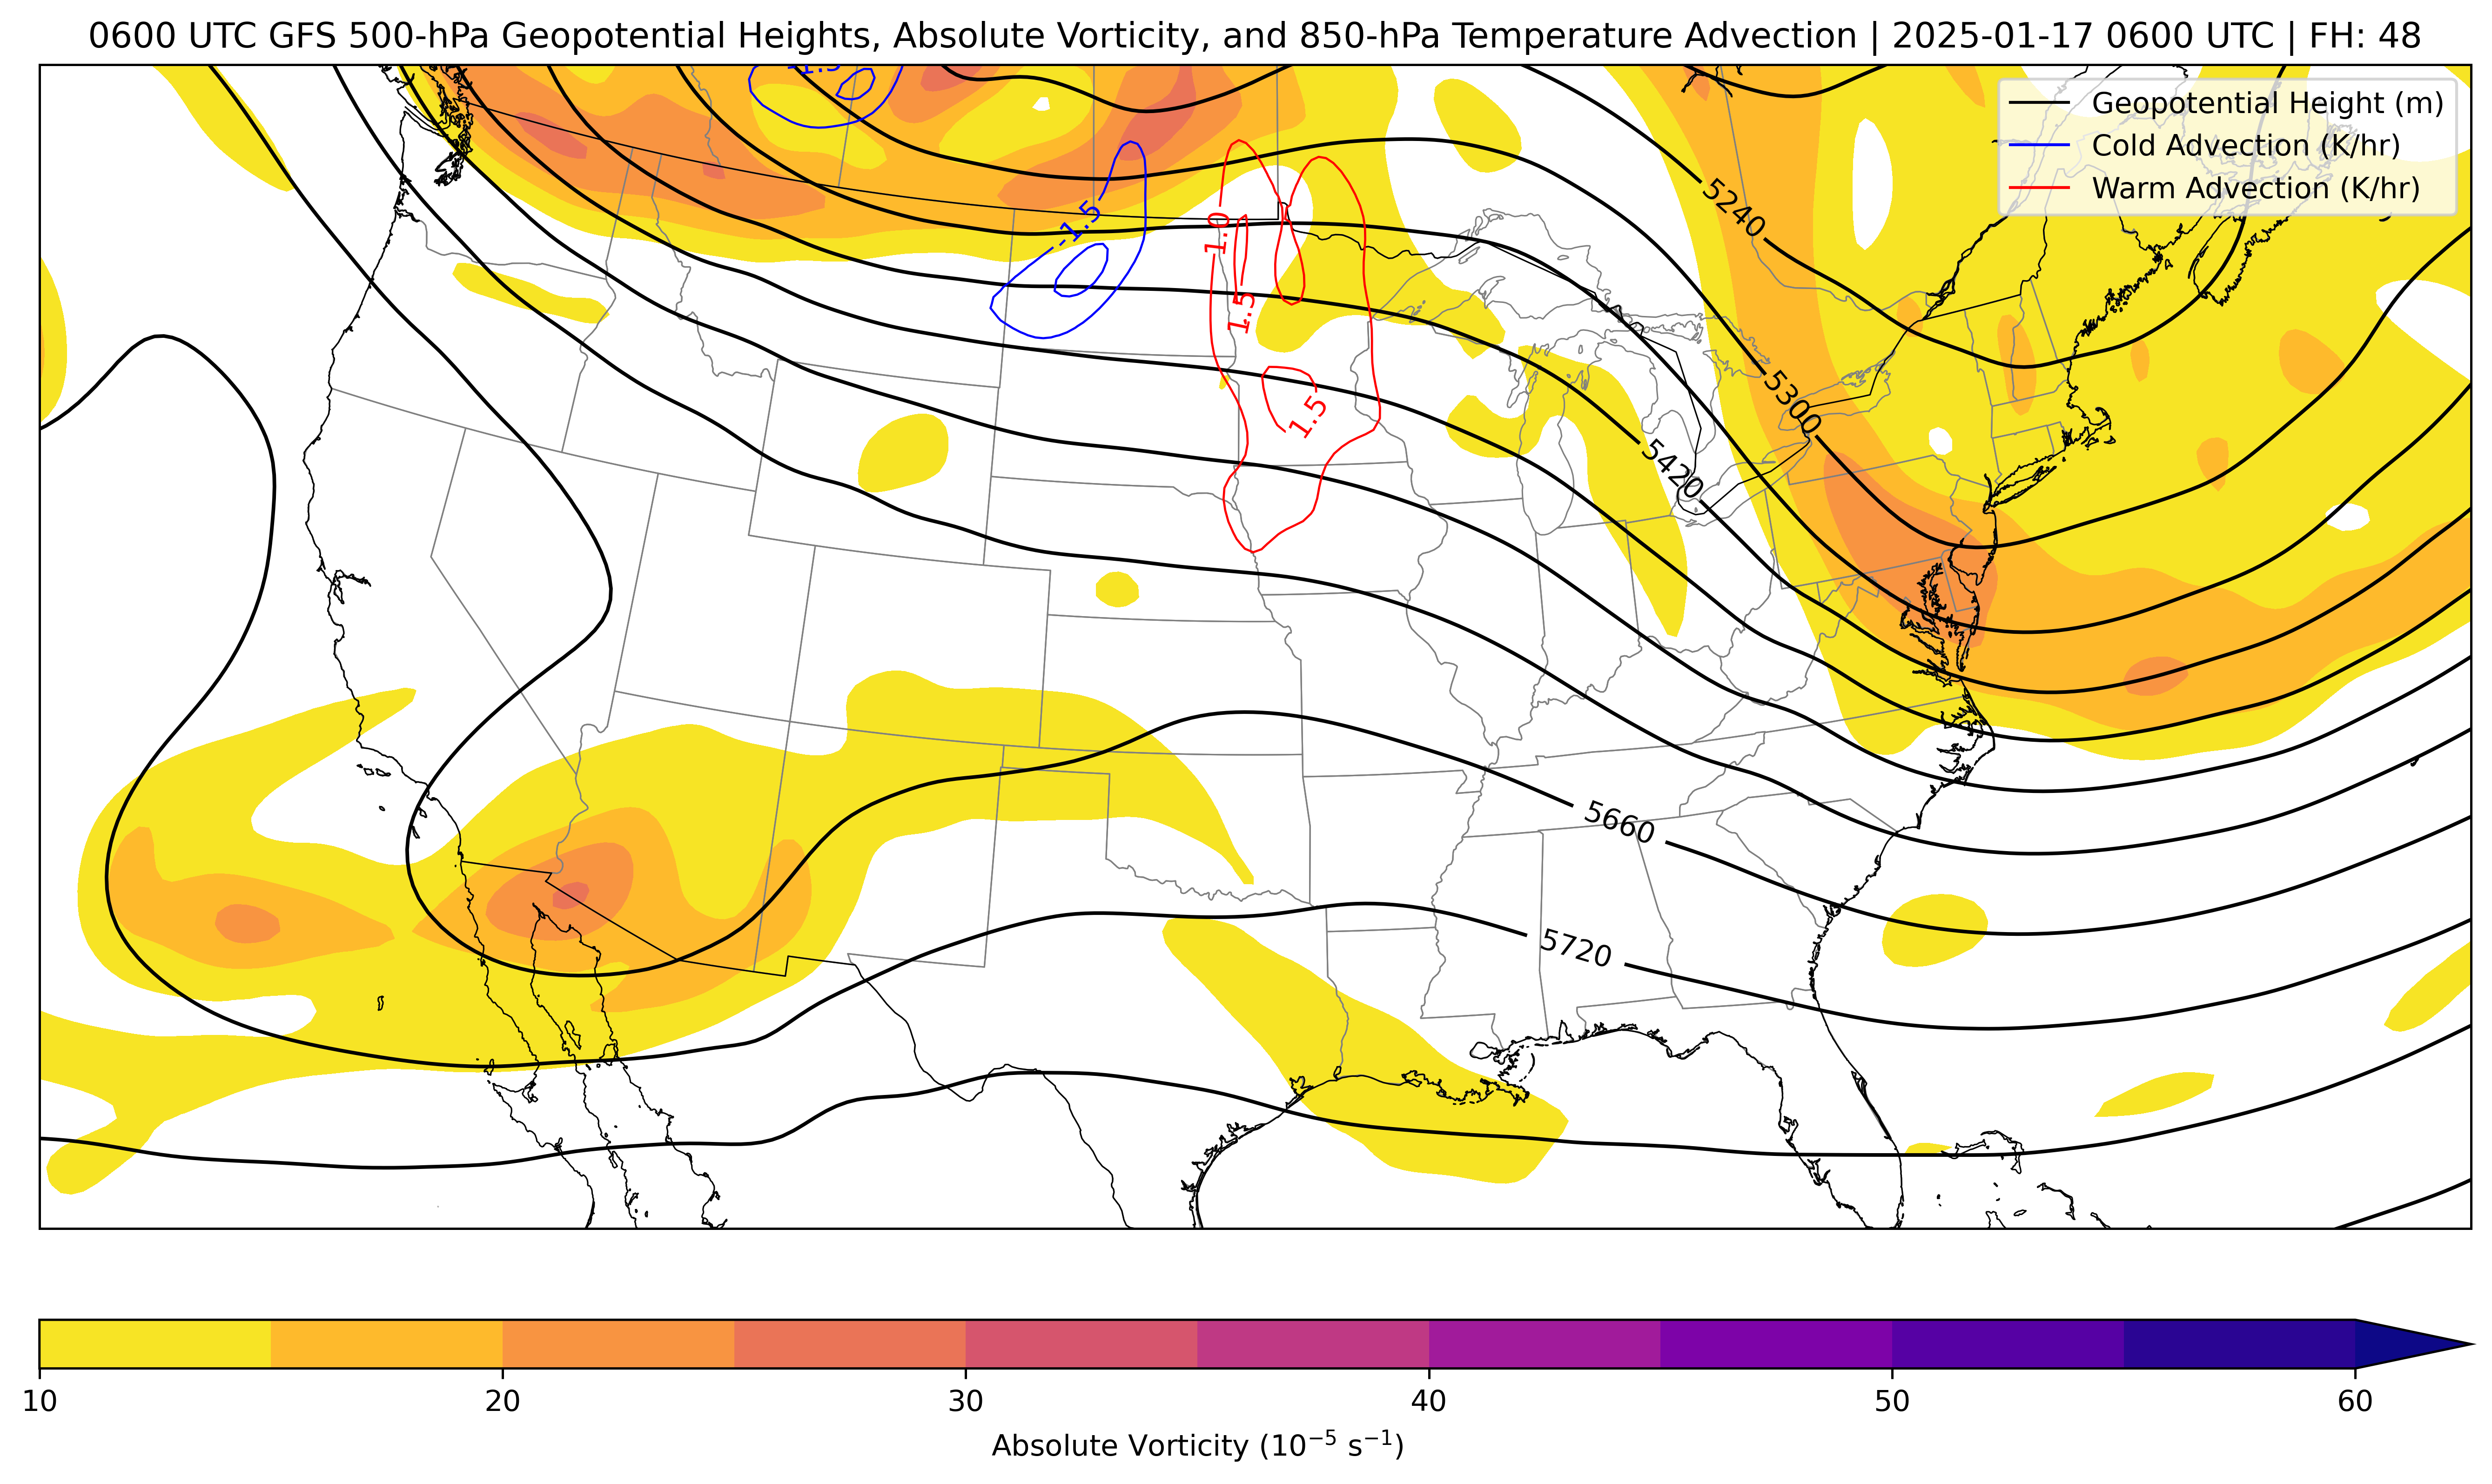 0600 UTC GFS 500-hPa Geopotential Heights, Absolute Vorticity, and 850-hPa Temperature Advection | 2025-01-17 0600 UTC | FH: 48
Geopotential Height (m)
Cold Advection (K/hr)
Warm Advection (K/hr)
5240
-1.5
1.0
1.5
5300
1.5
5420
5660
5720
10 20 30 40 50 60
Absolute Vorticity (10⁻⁵ s⁻¹)